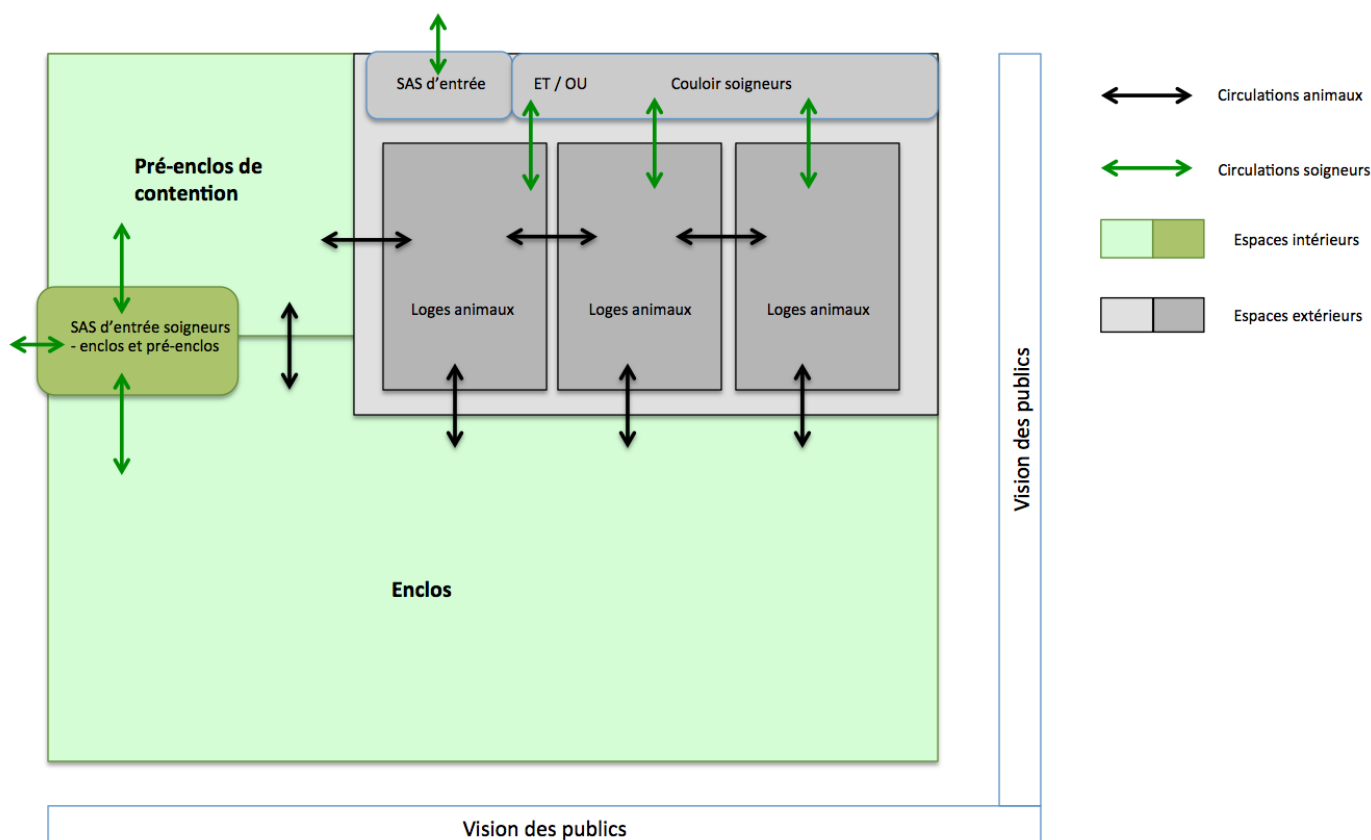 SAS d'entrée
ET / OU
Couloir soigneurs
Circulations animaux
Pré-enclos de
contention
Circulations soigneurs
Espaces intérieurs
Loges animaux
Loges animaux
Loges animaux
Espaces extérieurs
SAS d'entrée soigneurs
- enclos et pré-enclos
Vision des publics
Enclos
Vision des publics